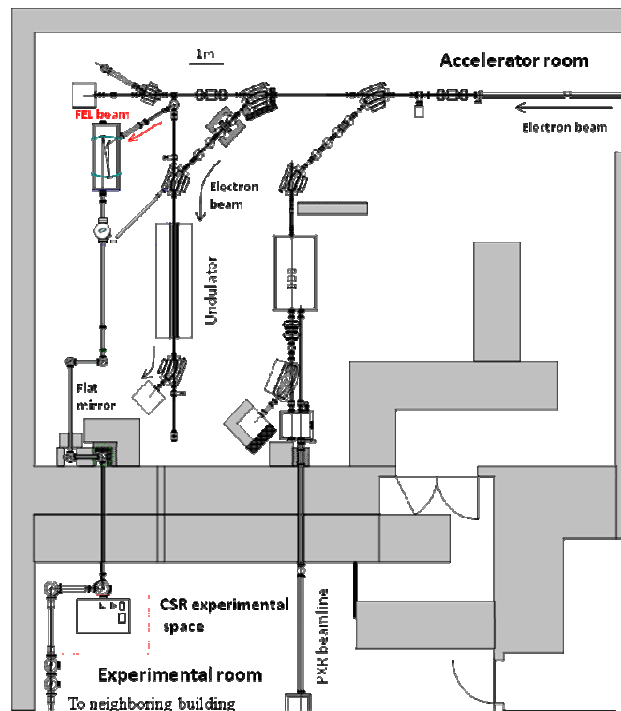 1m
Accelerator room
FEL beam
Electron beam
Electron
beam
Undulator
Flat
mirror
CSR experimental
space
PXR beamline
Experimental room
To neighboring building